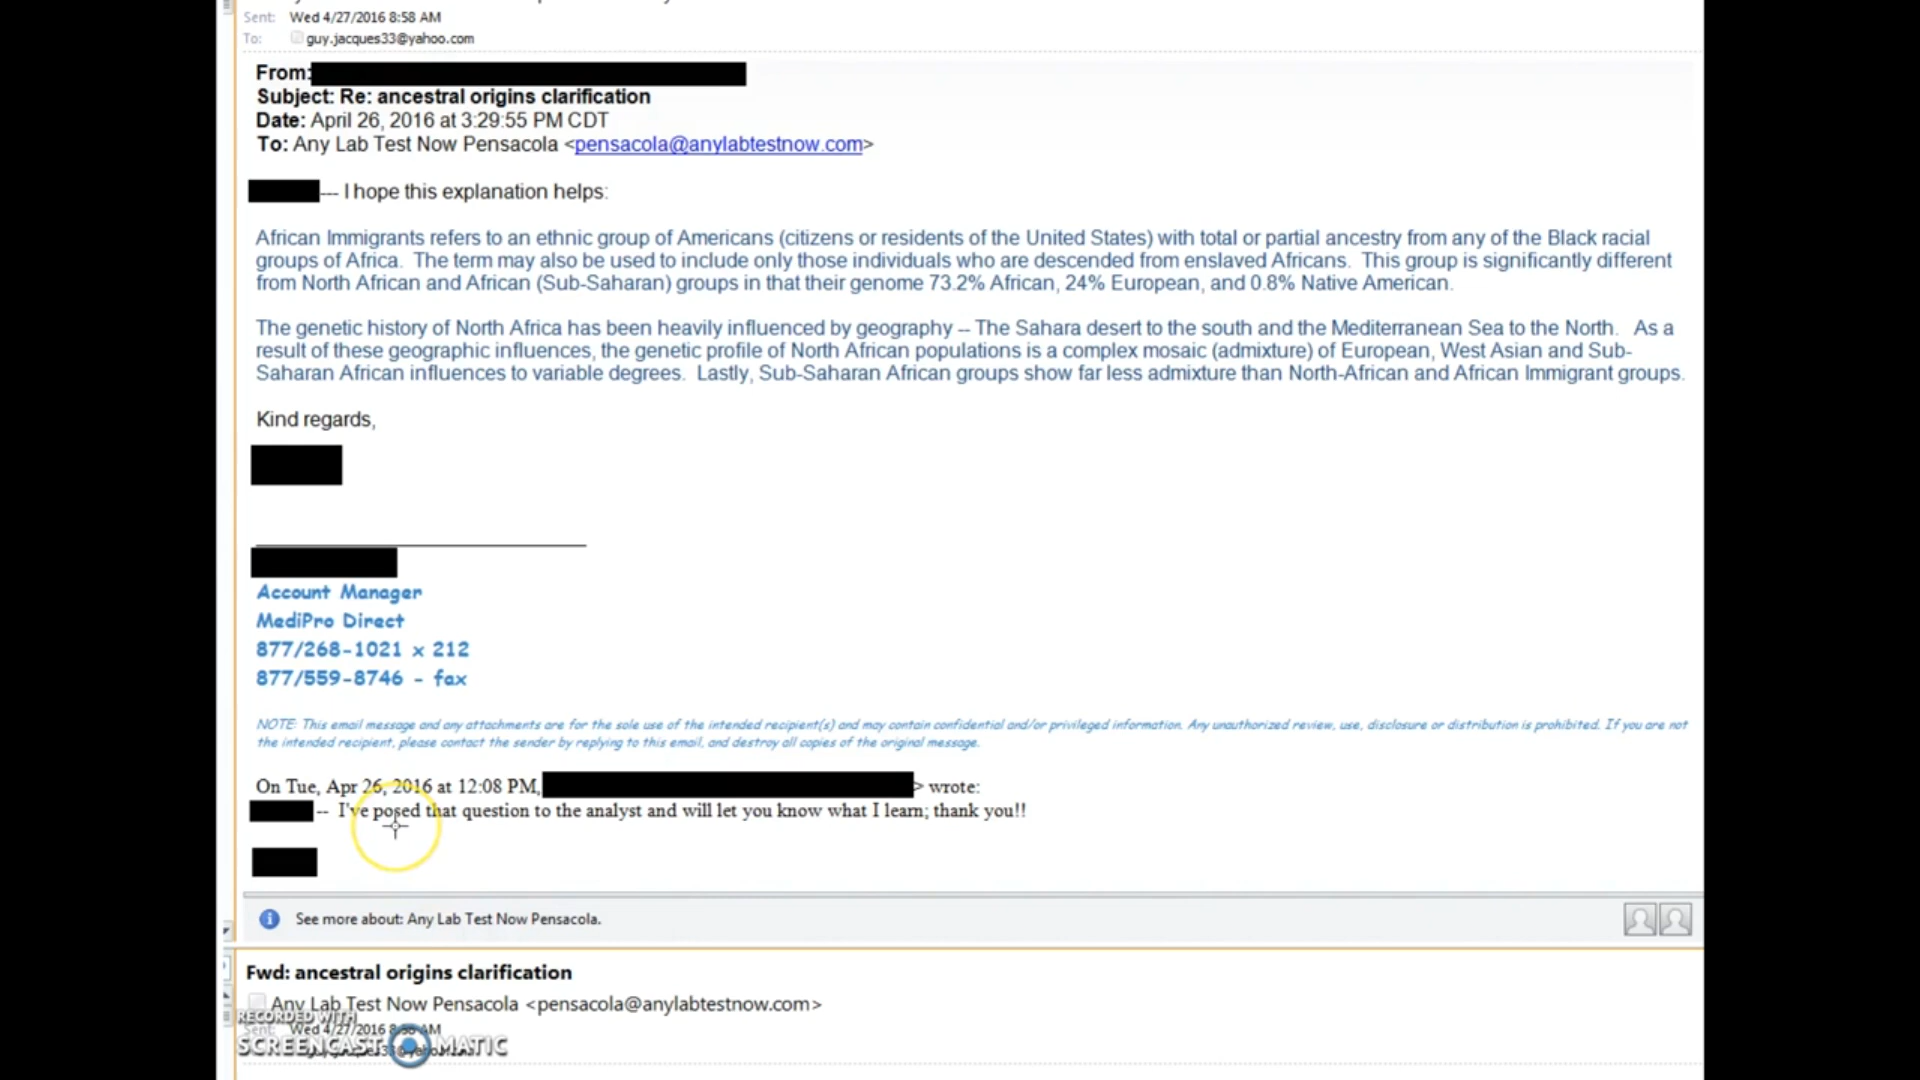 Sent: Wed 4/27/2016 8:58 AM
To: guy.jacques33@yahoo.com
From:
Subject: Re: ancestral origins clarification
Date: April 26, 2016 at 3:29:55 PM CDT
To: Any Lab Test Now Pensacola <pensacola@anylabtestnow.com>
--- I hope this explanation helps:
African Immigrants refers to an ethnic group of Americans (citizens or residents of the United States) with total or partial ancestry from any of the Black racial
groups of Africa. The term may also be used to include only those individuals who are descended from enslaved Africans. This group is significantly different
from North African and African (Sub-Saharan) groups in that their genome 73.2% African, 24% European, and 0.8% Native American.
The genetic history of North Africa has been heavily influenced by geography -- The Sahara desert to the south and the Mediterranean Sea to the North. As a
result of these geographic influences, the genetic profile of North African populations is a complex mosaic (admixture) of European, West Asian and Sub-
Saharan African influences to variable degrees. Lastly, Sub-Saharan African groups show far less admixture than North-African and African Immigrant groups.
Kind regards,
Account Manager
MediPro Direct
877/268-1021 x 212
877/559-8746 - fax
NOTE: This email message and any attachments are for the sole use of the intended recipient(s) and may contain confidential and/or privileged information. Any unauthorized review, use, disclosure or distribution is prohibited. If you are not
the intended recipient, please contact the sender by replying to this email, and destroy all copies of the original message.
On Tue, Apr 26, 2016 at 12:08 PM, > wrote:
-- I've posed that question to the analyst and will let you know what I learn; thank you!!
See more about: Any Lab Test Now Pensacola.
Fwd: ancestral origins clarification
Any Lab Test Now Pensacola <pensacola@anylabtestnow.com>
RECORDED WITH
Sent: Wed 4/27/2016 8:58 AM
SCREENCAST MATIC